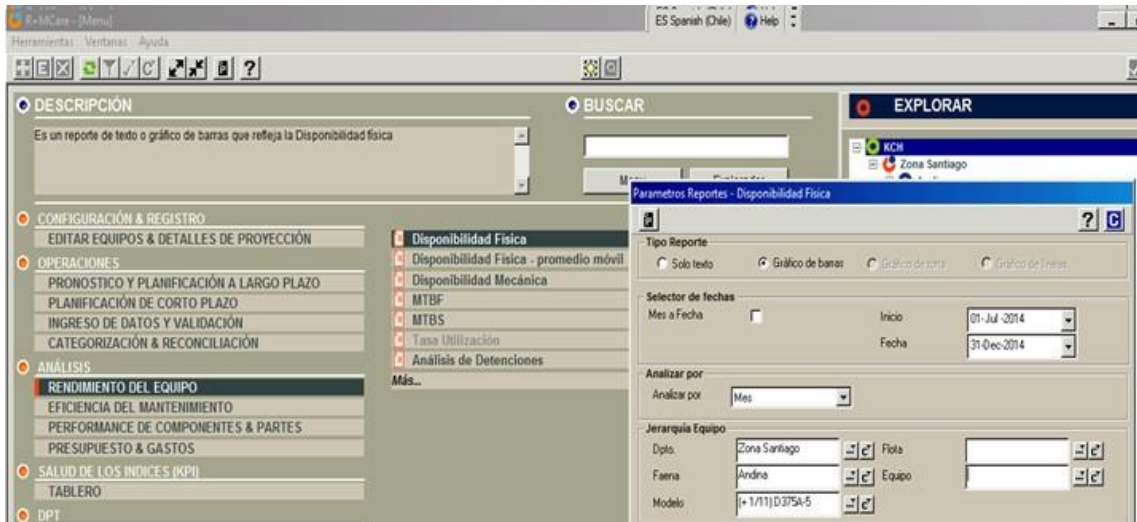 R+MCare - [Menu]
ES Spanish (Chile) Help
Herramientas Ventanas Ayuda
DESCRIPCIÓN
Es un reporte de texto o gráfico de barras que refleja la Disponibilidad física
BUSCAR
EXPLORAR
KCH
Zona Santiago
CONFIGURACIÓN & REGISTRO
EDITAR EQUIPOS & DETALLES DE PROYECCIÓN
OPERACIONES
PRONOSTICO Y PLANIFICACIÓN A LARGO PLAZO
PLANIFICACIÓN DE CORTO PLAZO
INGRESO DE DATOS Y VALIDACIÓN
CATEGORIZACIÓN & RECONCILIACIÓN
ANÁLISIS
RENDIMIENTO DEL EQUIPO
EFICIENCIA DEL MANTENIMIENTO
PERFORMANCE DE COMPONENTES & PARTES
PRESUPUESTO & GASTOS
SALUD DE LOS INDICES (KPI)
TABLERO
DPT
Disponibilidad Física
Disponibilidad Física - promedio móvil
Disponibilidad Mecánica
MTBF
MTBS
Tasa Utilización
Análisis de Detenciones
Más...
Parametros Reportes - Disponibilidad Física
Tipo Reporte
Solo texto Gráfico de barras Gráfico de torta Gráfico de líneas
Selector de fechas
Mes a Fecha Inicio 01-Jul-2014
Fecha 31-Dec-2014
Analizar por
Analizar por Mes
Jerarquía Equipo
Dpto. Zona Santiago Flota
Faena Andina Equipo
Modelo (+ 1/11) D375A-5